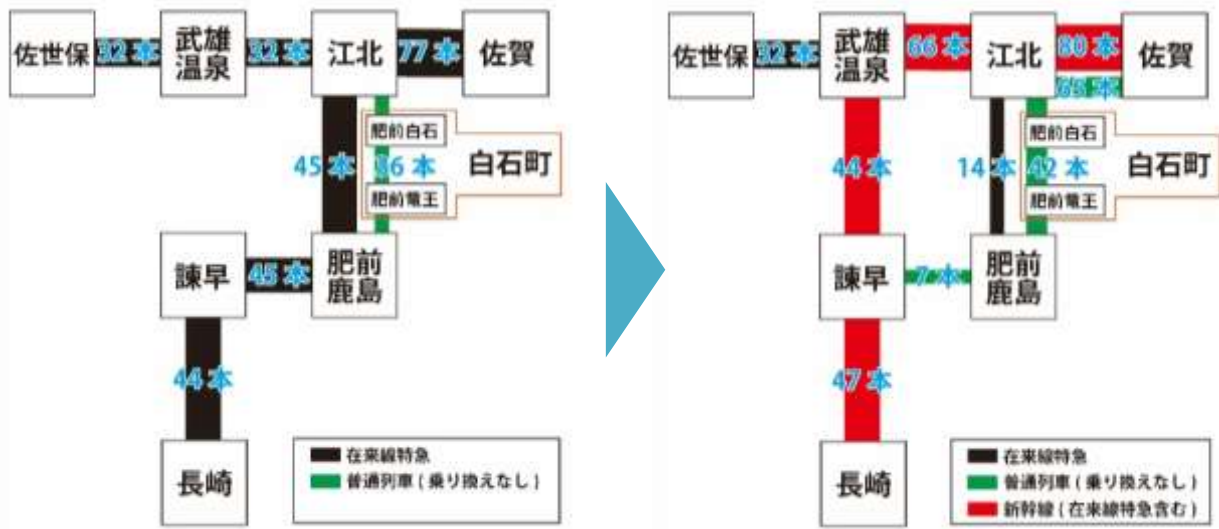 佐世保
32本
武雄
温泉
32本
江北
77本
佐賀
45本
肥前白石
36本
肥前竜王
白石町
諫早
45本
肥前
鹿島
44本
長崎
在来線特急
普通列車(乗り換えなし)
佐世保
32本
武雄
温泉
66本
江北
80本
65本
佐賀
44本
14本
肥前白石
42本
肥前竜王
白石町
諫早
7本
肥前
鹿島
47本
長崎
在来線特急
普通列車(乗り換えなし)
新幹線(在来線特急含む)